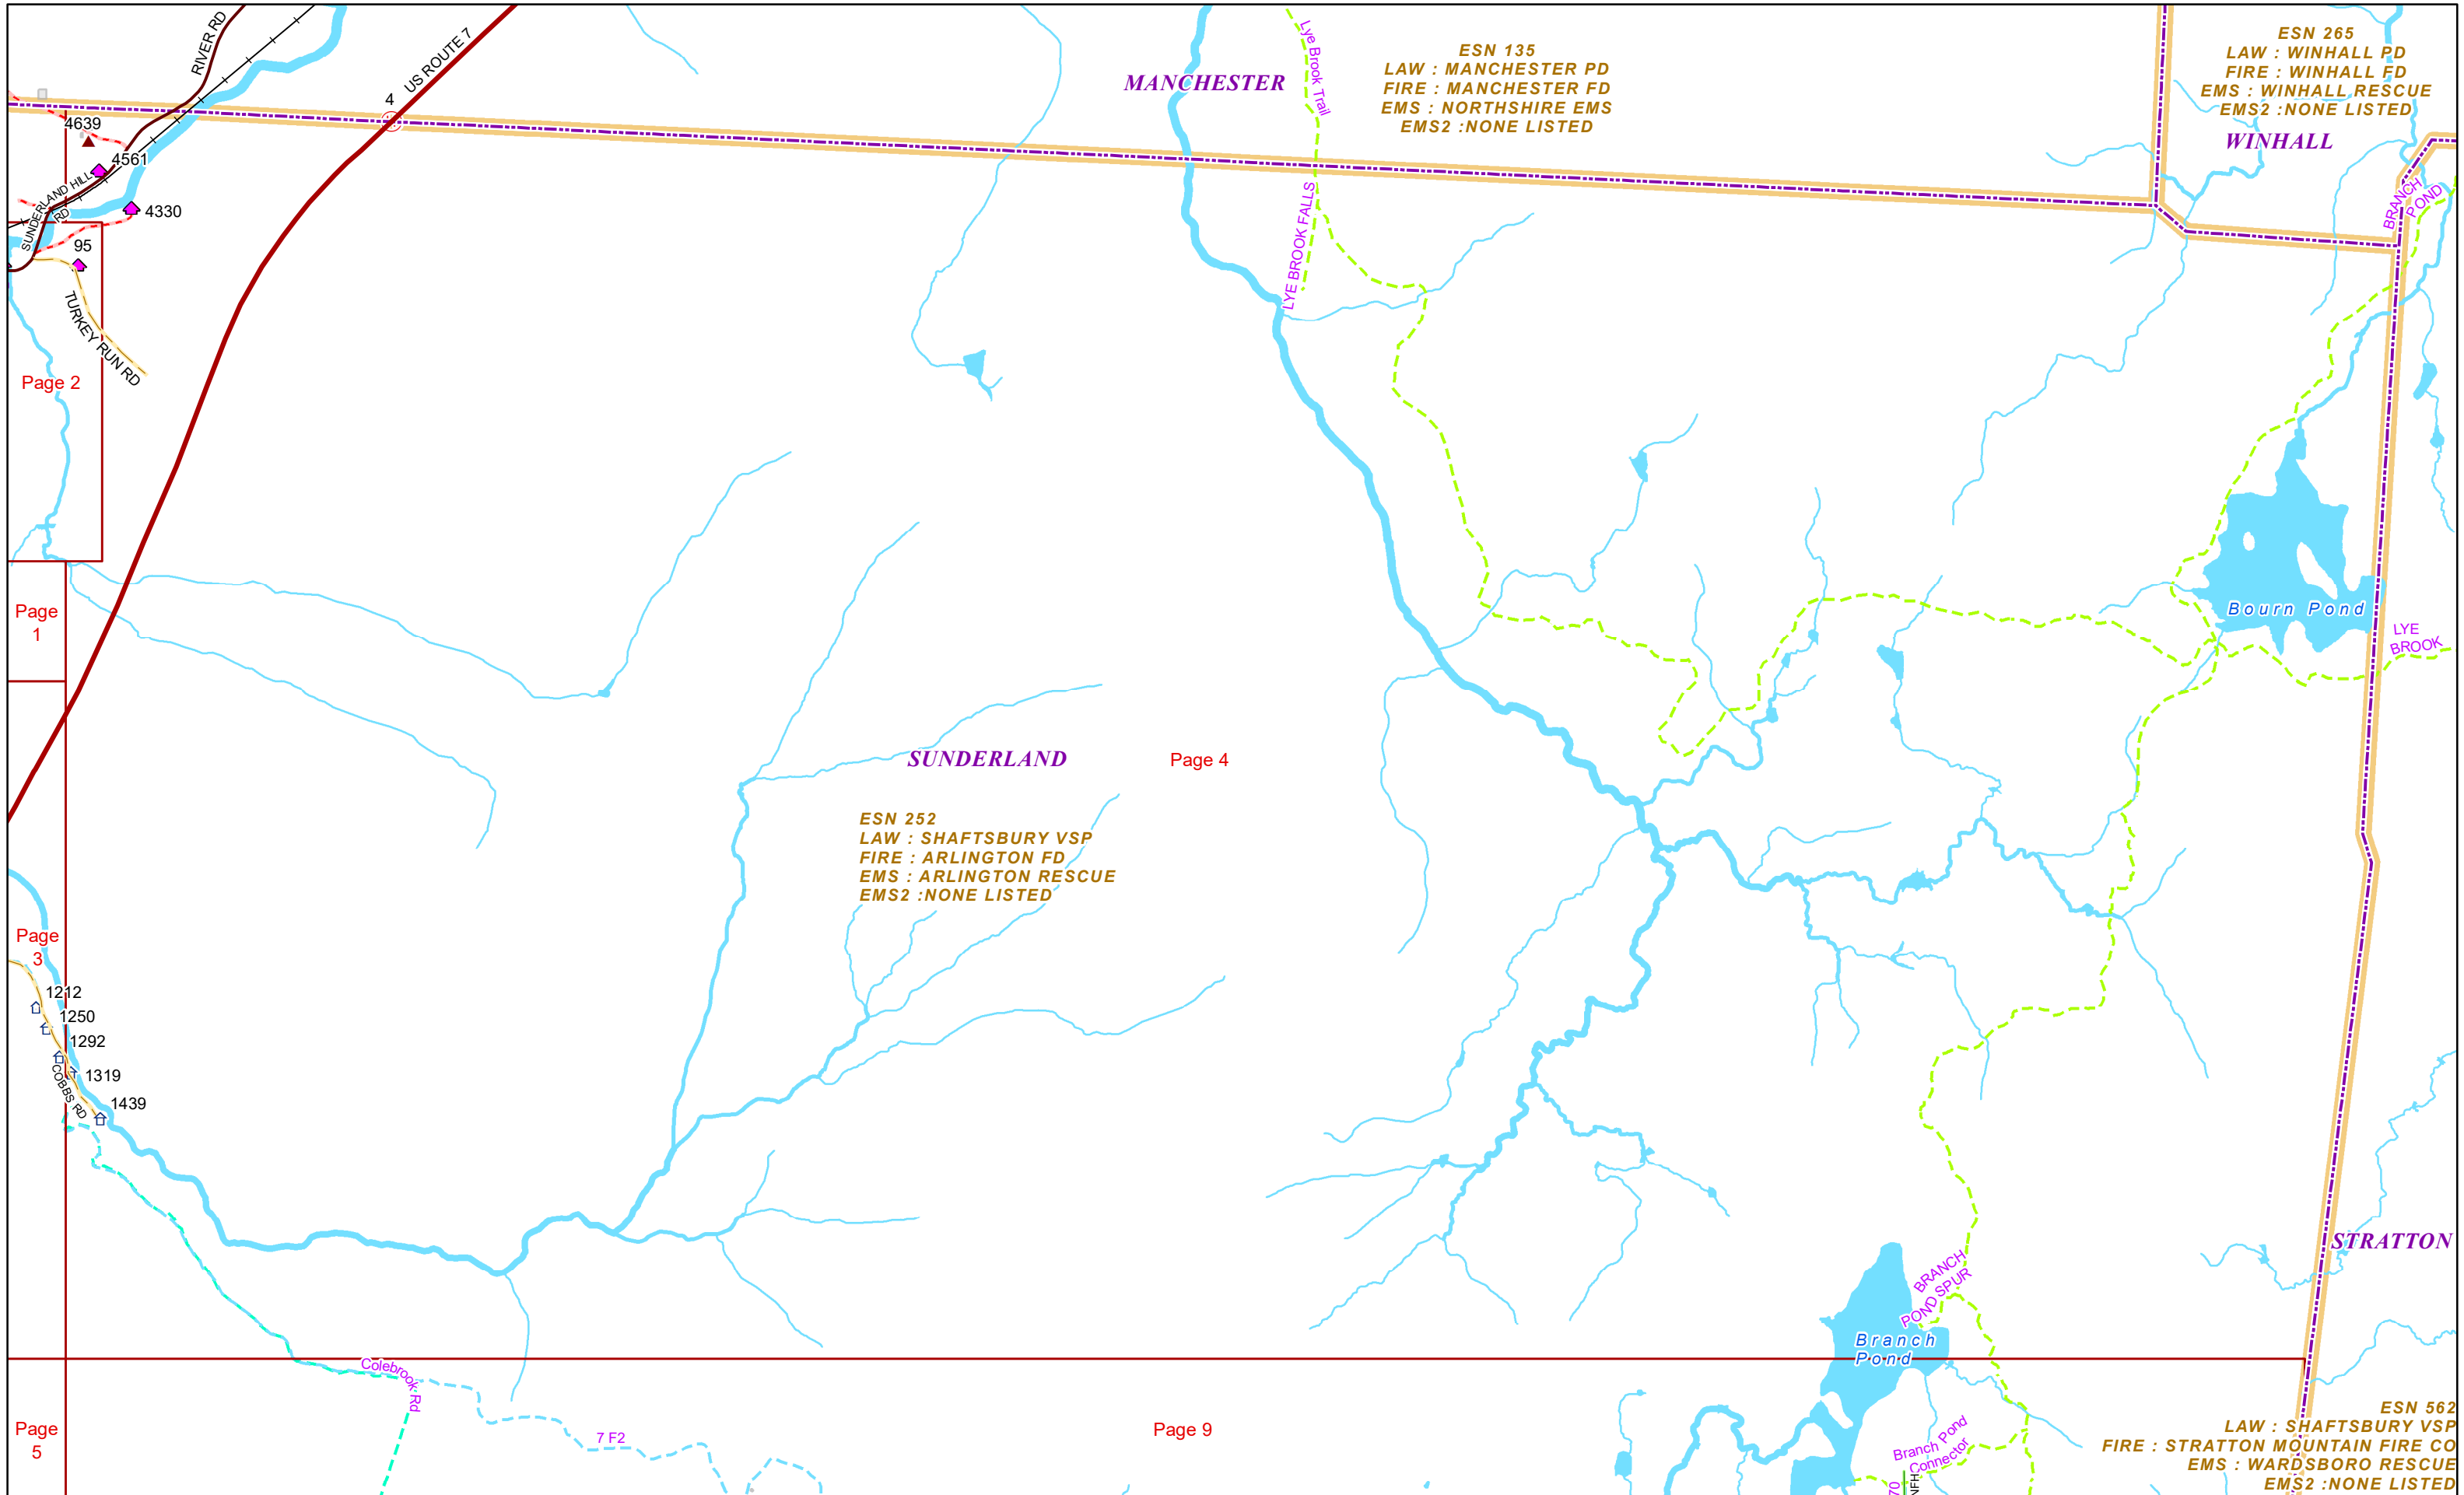 RIVER RD
US ROUTE 7
4
MANCHESTER
Lye Brook Trail
ESN 135
LAW : MANCHESTER PD
FIRE : MANCHESTER FD
EMS : NORTHSHIRE EMS
EMS2 :NONE LISTED
ESN 265
LAW : WINHALL PD
FIRE : WINHALL FD
EMS : WINHALL RESCUE
EMS2 :NONE LISTED
WINHALL
4639
4561
SUNDERLAND HILL
RD
4330
95
TURKEY RUN RD
LYE BROOK FALLS
BRANCH
POND
Page 2
Page
1
Bourn Pond
LYE
BROOK
SUNDERLAND
Page 4
ESN 252
LAW : SHAFTSBURY VSP
FIRE : ARLINGTON FD
EMS : ARLINGTON RESCUE
EMS2 :NONE LISTED
Page
3
1212
1250
1292
1319
COBBS RD
1439
STRATTON
BRANCH
POND SPUR
Branch
Pond
Colebrook Rd
7 F2
Page
5
Page 9
Branch Pond
Connector
70
NFH
ESN 562
LAW : SHAFTSBURY VSP
FIRE : STRATTON MOUNTAIN FIRE CO
EMS : WARDSBORO RESCUE
EMS2 :NONE LISTED